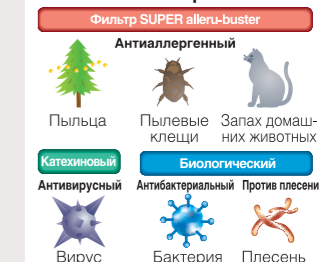 Фильтр SUPER alleru-buster
Антиаллергенный
Пыльца
Пылевые клещи
Запах домаш-
них животных
Катехиновый
Биологический
Антивирусный
Антибактериальный
Против плесени
Вирус
Бактерия
Плесень